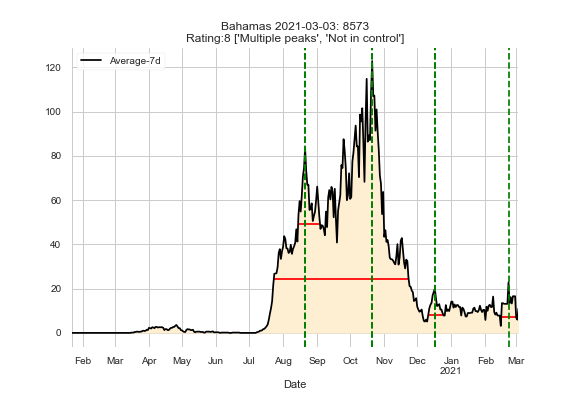 Bahamas 2021-03-03: 8573
Rating:8 ['Multiple peaks', 'Not in control']
Average-7d
120
100
80
60
40
20
0
Feb Mar Apr May Jun Jul Aug Sep Oct Nov Dec Jan Feb Mar
2021
Date